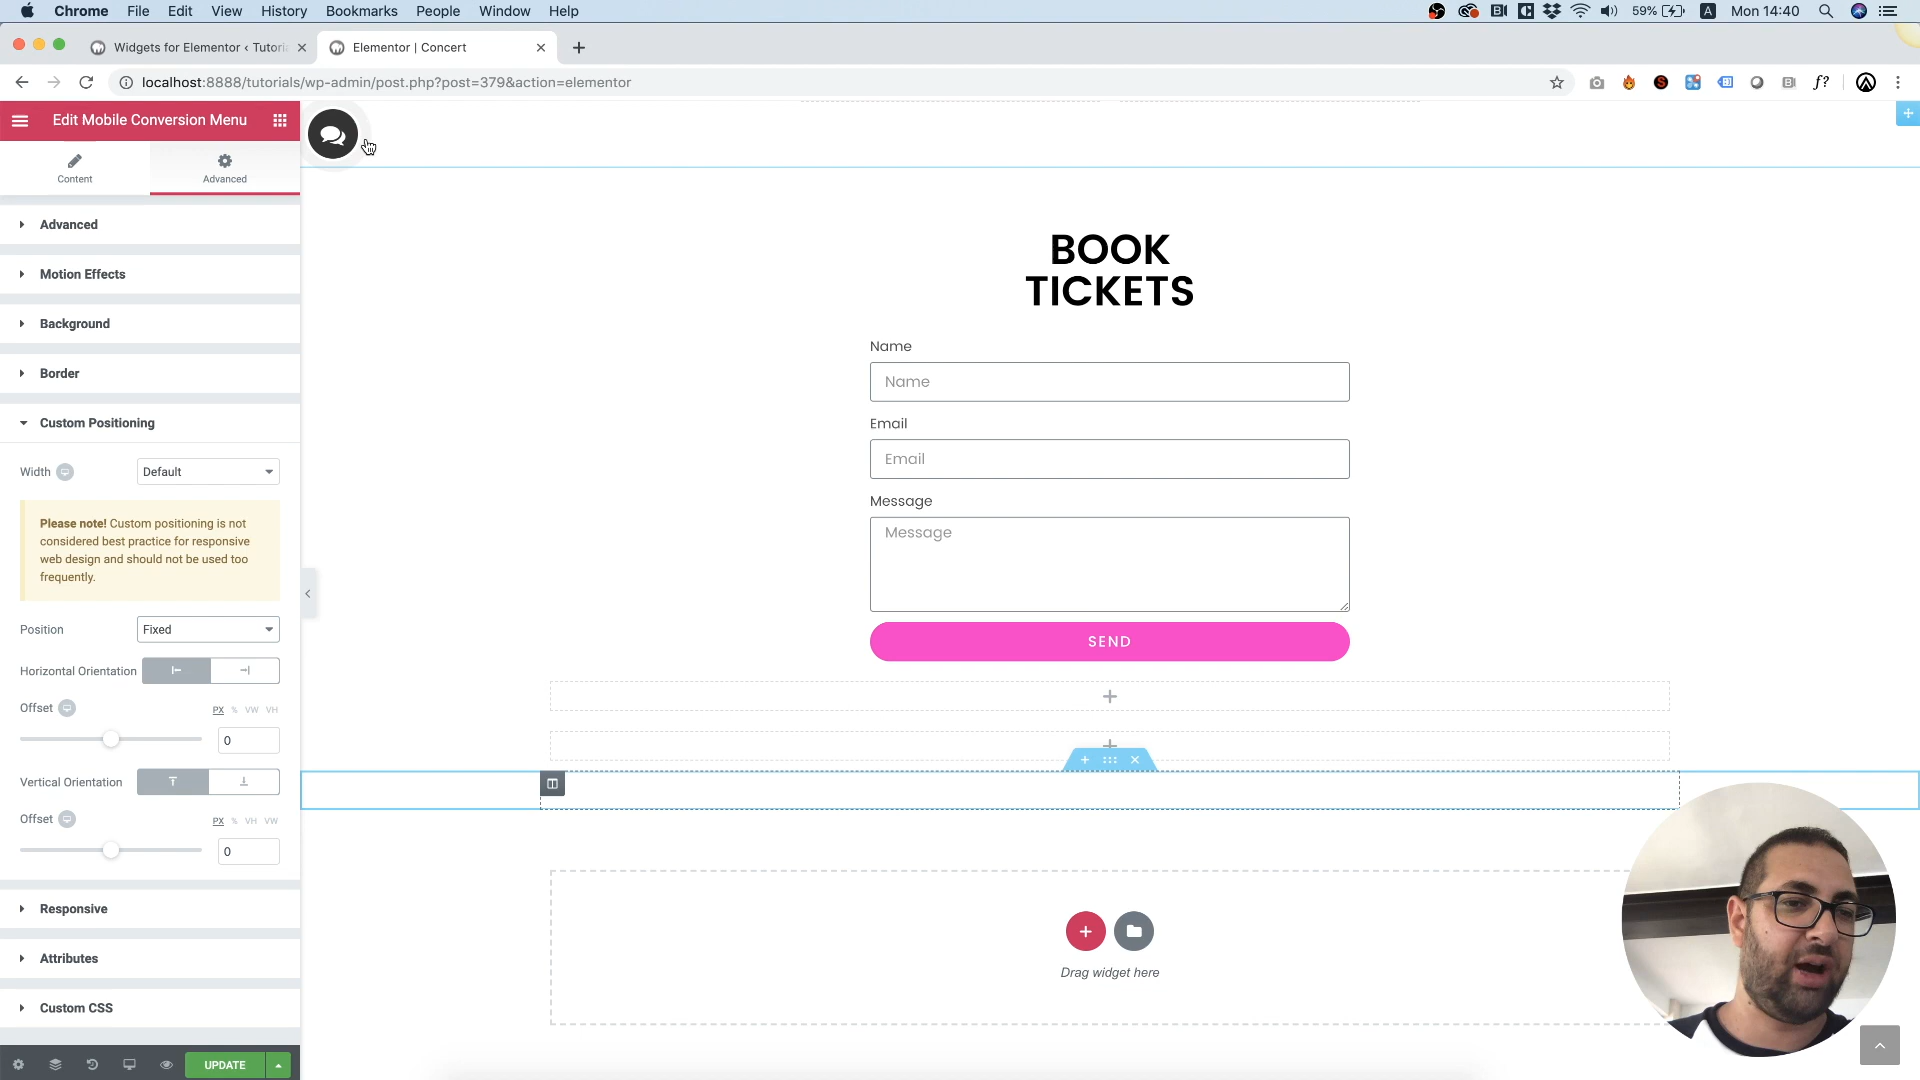 Chrome File Edit View History Bookmarks People Window Help 59% A Mon 14:40
Widgets for Elementor ‹ Tutori Elementor | Concert
localhost:8888/tutorials/wp-admin/post.php?post=379&action=elementor f?
Edit Mobile Conversion Menu
Content Advanced
Advanced
Motion Effects
Background
Border
Custom Positioning
Width Default
Please note! Custom positioning is not
considered best practice for responsive
web design and should not be used too
frequently.
Position Fixed
Horizontal Orientation
Offset PX % VW VH
0
Vertical Orientation
Offset PX % VH VW
0
Responsive
Attributes
Custom CSS
UPDATE
BOOK
TICKETS
Name
Name
Email
Email
Message
Message
SEND
Drag widget here